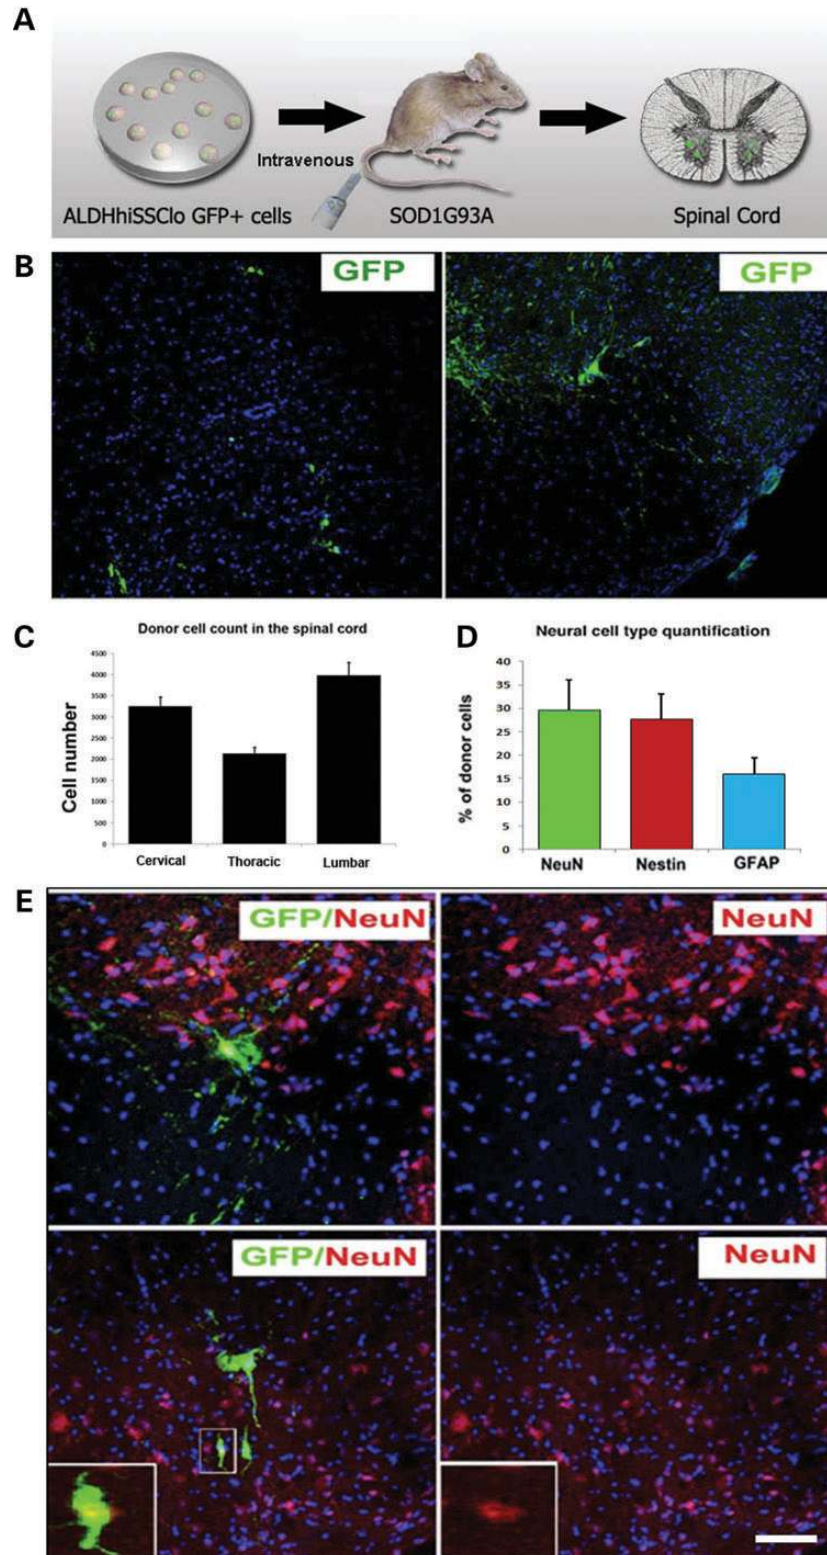 A
Intravenous
ALDHhiSSClo GFP+ cells
SOD1G93A
Spinal Cord
B
GFP
GFP
C
Donor cell count in the spinal cord
Cell number
4500
4000
3500
3000
2500
2000
1500
1000
500
0
Cervical
Thoracic
Lumbar
D
Neural cell type quantification
% of donor cells
40
35
30
25
20
15
10
5
0
NeuN
Nestin
GFAP
E
GFP/NeuN
NeuN
GFP/NeuN
NeuN